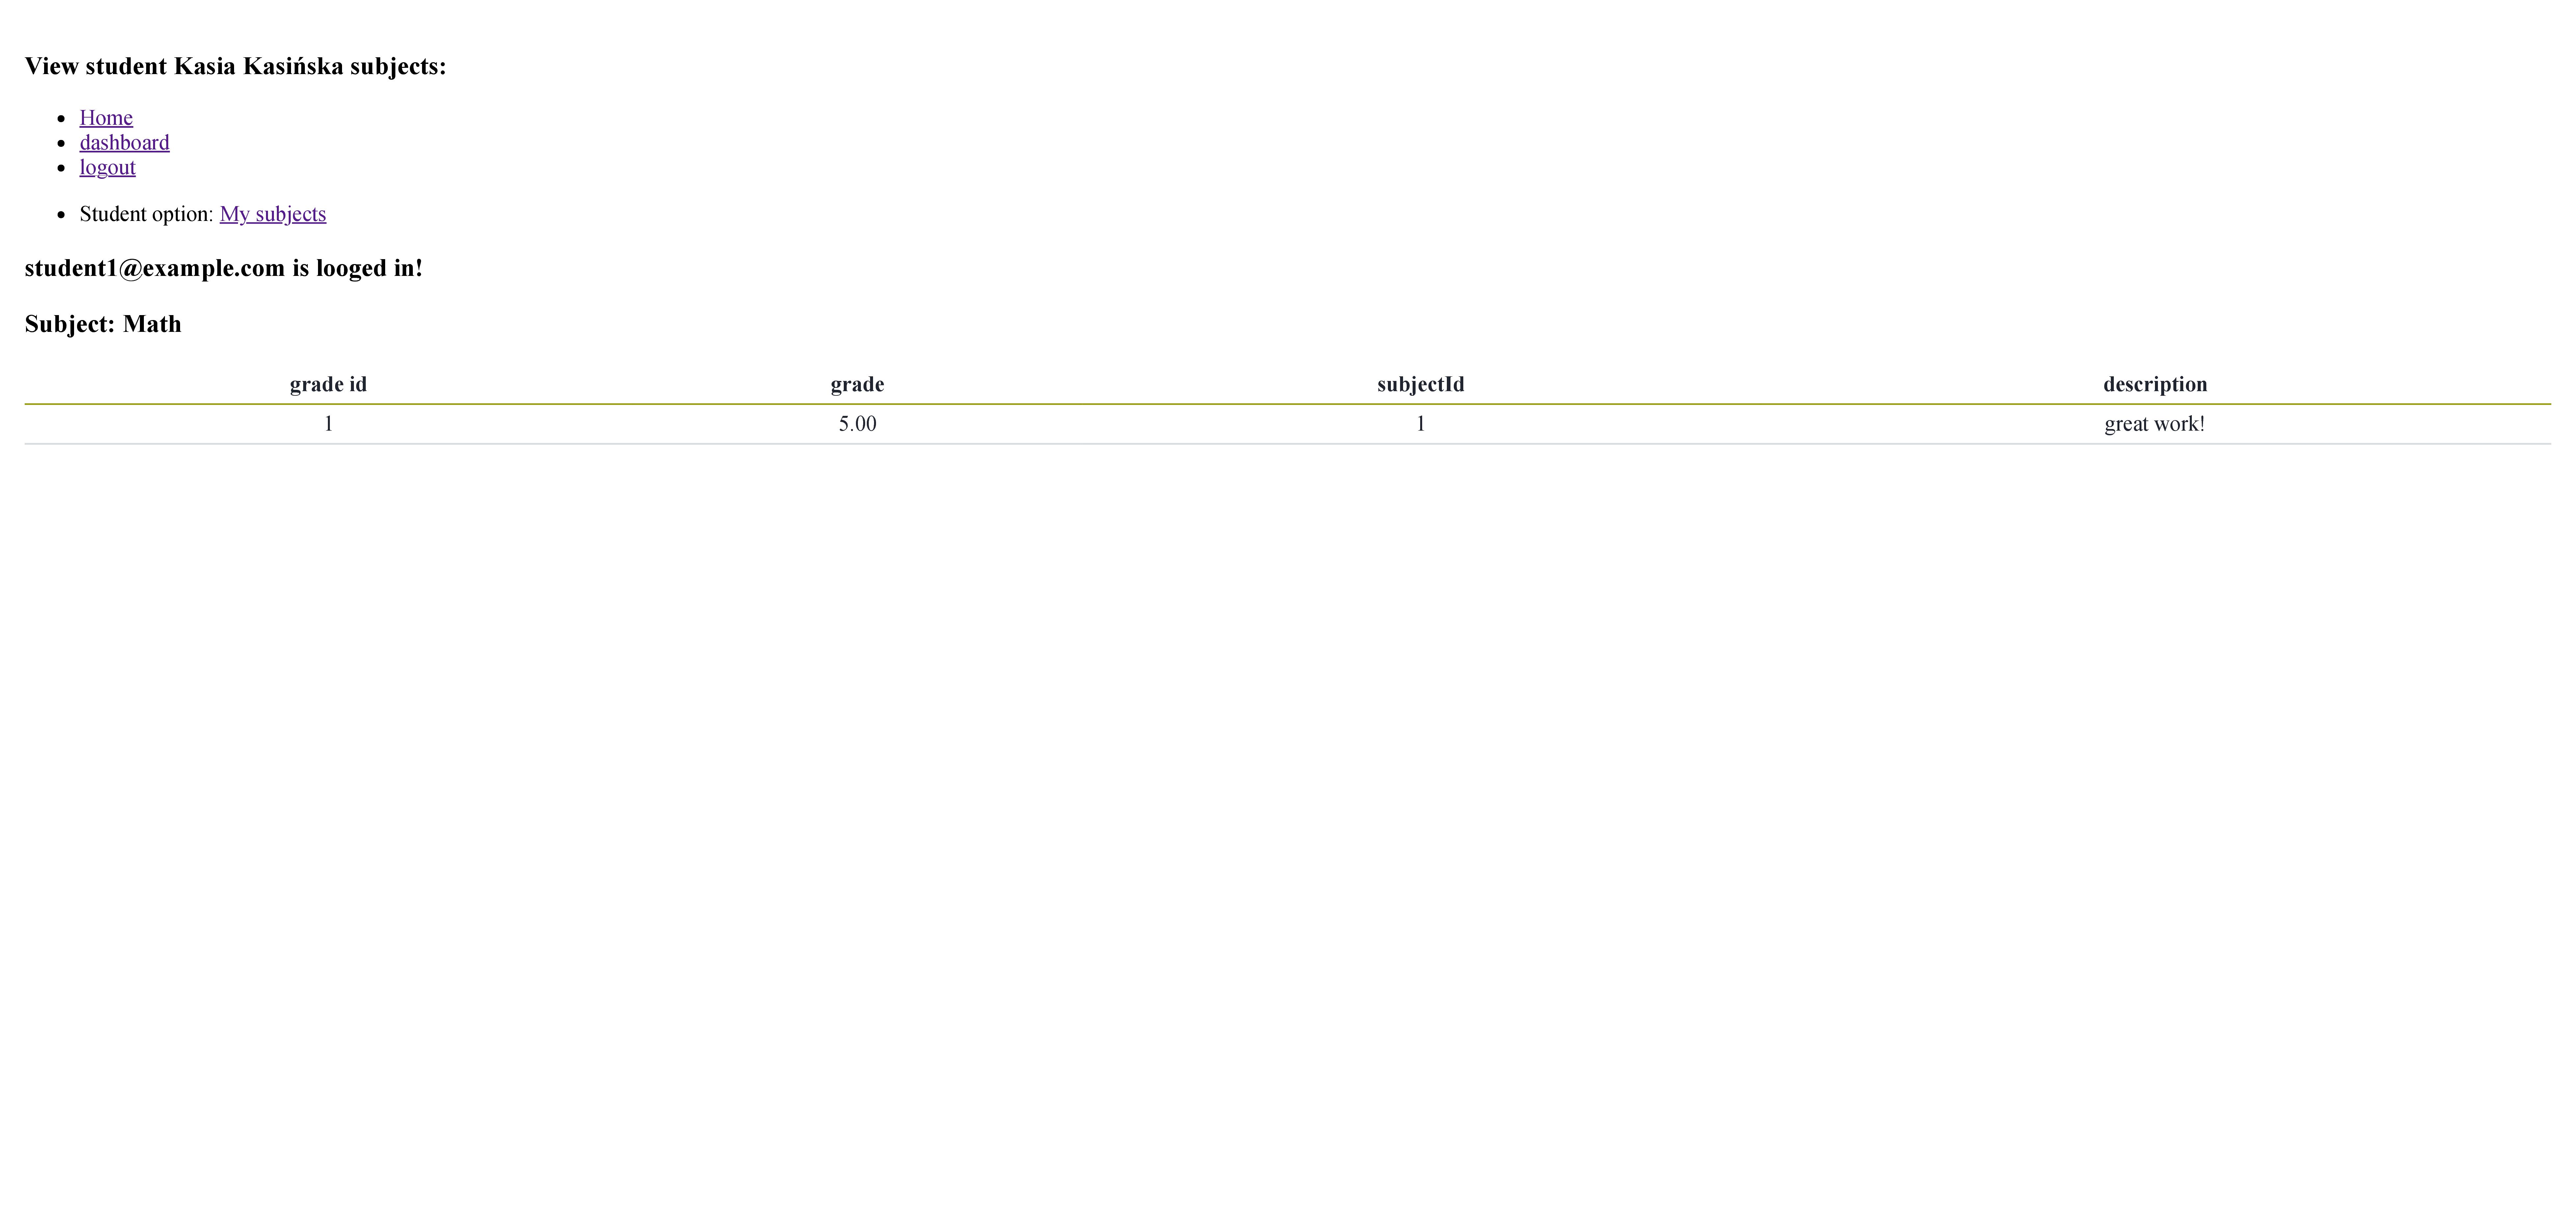 View student Kasia Kasińska subjects:
Home
dashboard
logout
Student option: My subjects
student1@example.com is looged in!
Subject: Math
grade id grade subjectId description
1 5.00 1 great work!